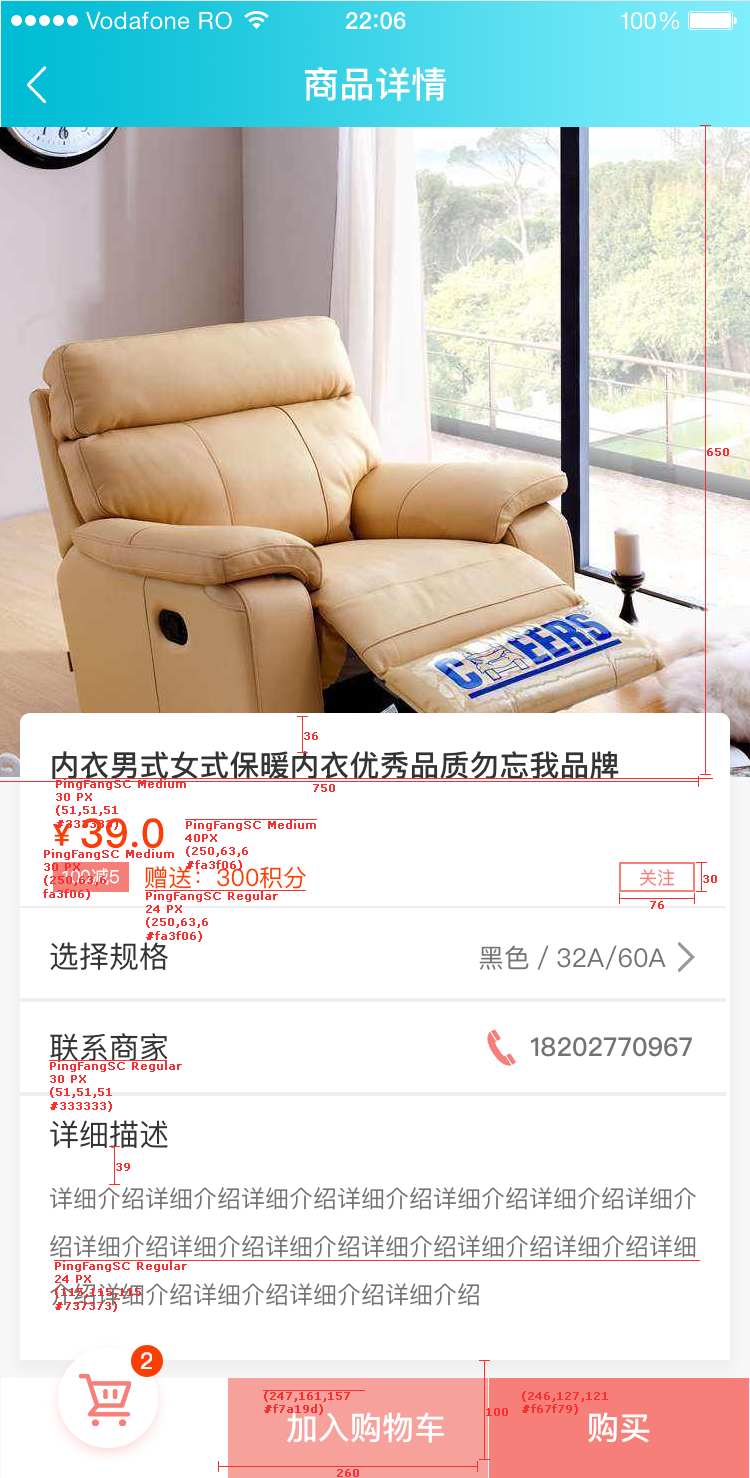 Vodafone RO 22:06 100%
商品详情
650
CHEERS
36
内衣男式女式保暖内衣优秀品质勿忘我品牌
750
PingFangSC Medium
30 PX
(51,51,51
#333333)
¥ 39.0
PingFangSC Medium
40PX
(250,63,6
#fa3f06)
PingFangSC Medium
30 PX
(250,63,6
fa3f06)
100减5
赠送：300积分
关注
30
76
PingFangSC Regular
24 PX
(250,63,6
#fa3f06)
选择规格
黑色 / 32A/60A
联系商家
18202770967
PingFangSC Regular
30 PX
(51,51,51
#333333)
详细描述
39
详细介绍详细介绍详细介绍详细介绍详细介绍详细介绍详细介
绍详细介绍详细介绍详细介绍详细介绍详细介绍详细介绍详细
PingFangSC Regular
24 PX
(115,115,115
#737373)
介绍详细介绍详细介绍详细介绍详细介绍
2
(247,161,157
#f7a19d)
加入购物车
100
(246,127,121
#f67f79)
购买
260